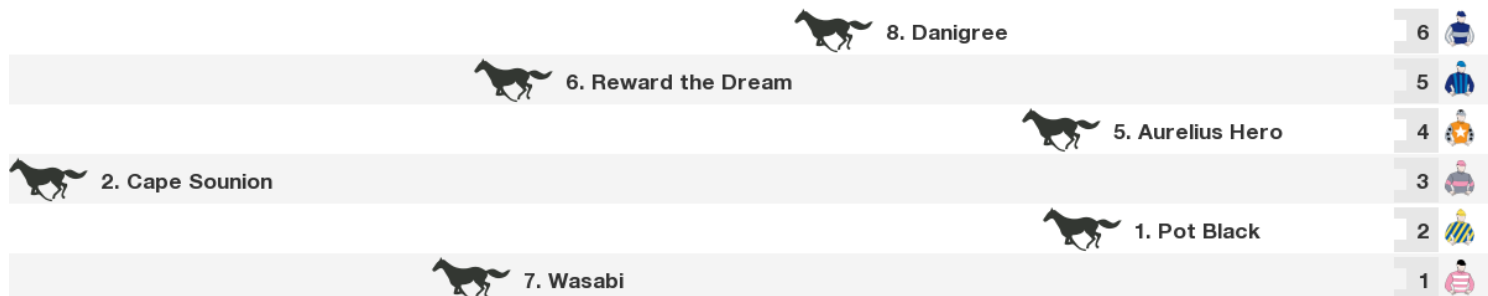 8. Danigree 6
6. Reward the Dream 5
5. Aurelius Hero 4
2. Cape Sounion 3
1. Pot Black 2
7. Wasabi 1